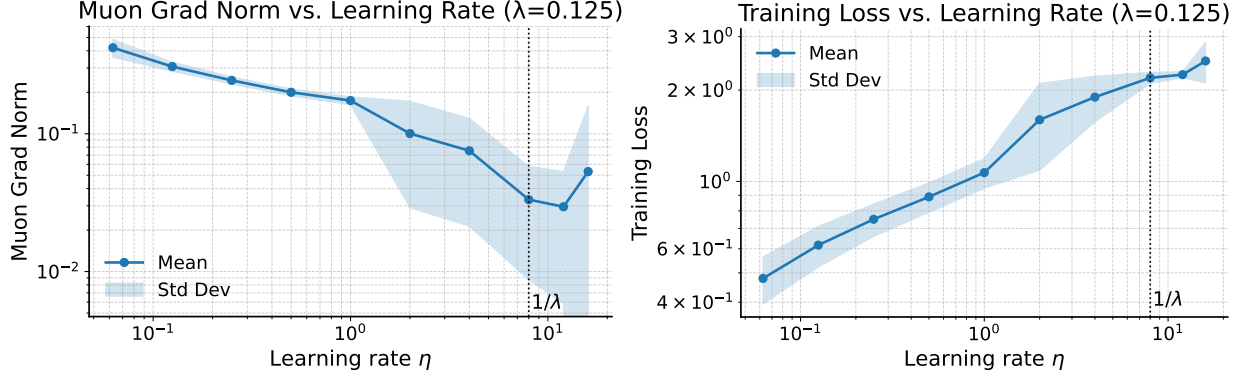 Muon Grad Norm vs. Learning Rate (λ=0.125)
Muon Grad Norm
10⁻¹
10⁻²
Mean
Std Dev
1/λ
10⁻¹
10⁰
10¹
Learning rate η
Training Loss vs. Learning Rate (λ=0.125)
Training Loss
3 × 10⁰
2 × 10⁰
10⁰
6 × 10⁻¹
4 × 10⁻¹
Mean
Std Dev
1/λ
10⁻¹
10⁰
10¹
Learning rate η